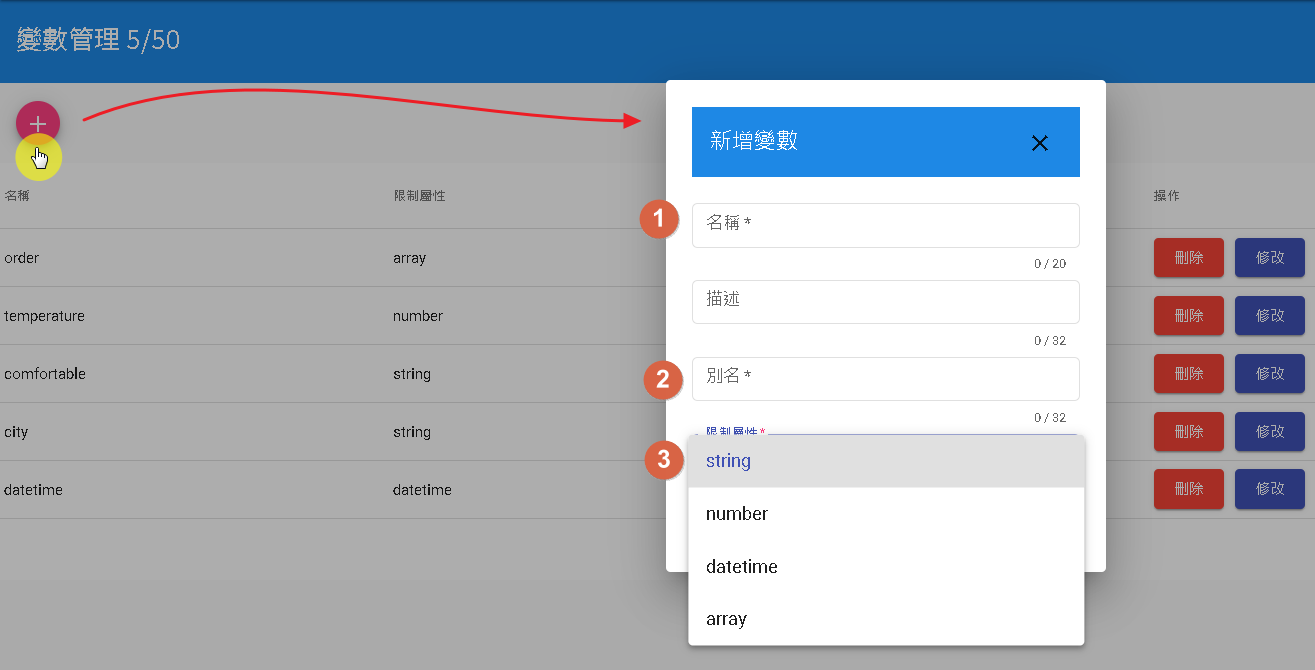 變數管理 5/50
+
名稱 限制屬性 操作
order array 刪除 修改
temperature number 刪除 修改
comfortable string 刪除 修改
city string 刪除 修改
datetime datetime 刪除 修改
新增變數
1 名稱 *
0 / 20
描述
0 / 32
2 別名 *
0 / 32
限制屬性*
3 string
number
datetime
array